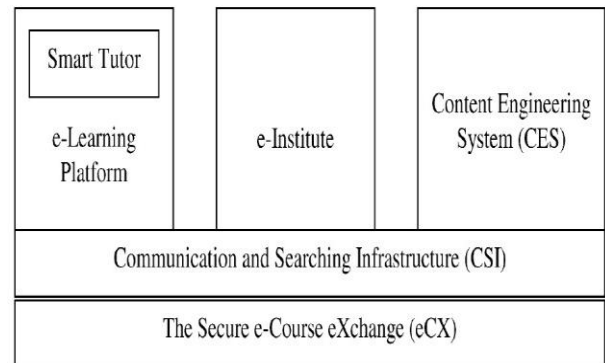 Smart Tutor
e-Learning
Platform
e-Institute
Content Engineering
System (CES)
Communication and Searching Infrastructure (CSI)
The Secure e-Course eXchange (eCX)